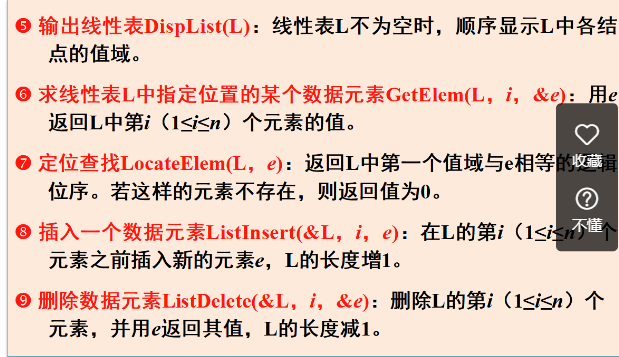 ❺ 输出线性表DispList(L)：线性表L不为空时，顺序显示L中各结
点的值域。
❻ 求线性表L中指定位置的某个数据元素GetElem(L，i，&e)：用e
返回L中第i（1≤i≤n）个元素的值。
❼ 定位查找LocateElem(L，e)：返回L中第一个值域与e相等的逻辑
位序。若这样的元素不存在，则返回值为0。
❽ 插入一个数据元素ListInsert(&L，i，e)：在L的第i（1≤i≤n）个
元素之前插入新的元素e，L的长度增1。
❾ 删除数据元素ListDelete(&L，i，&e)：删除L的第i（1≤i≤n）个
元素，并用e返回其值，L的长度减1。
收藏
不懂